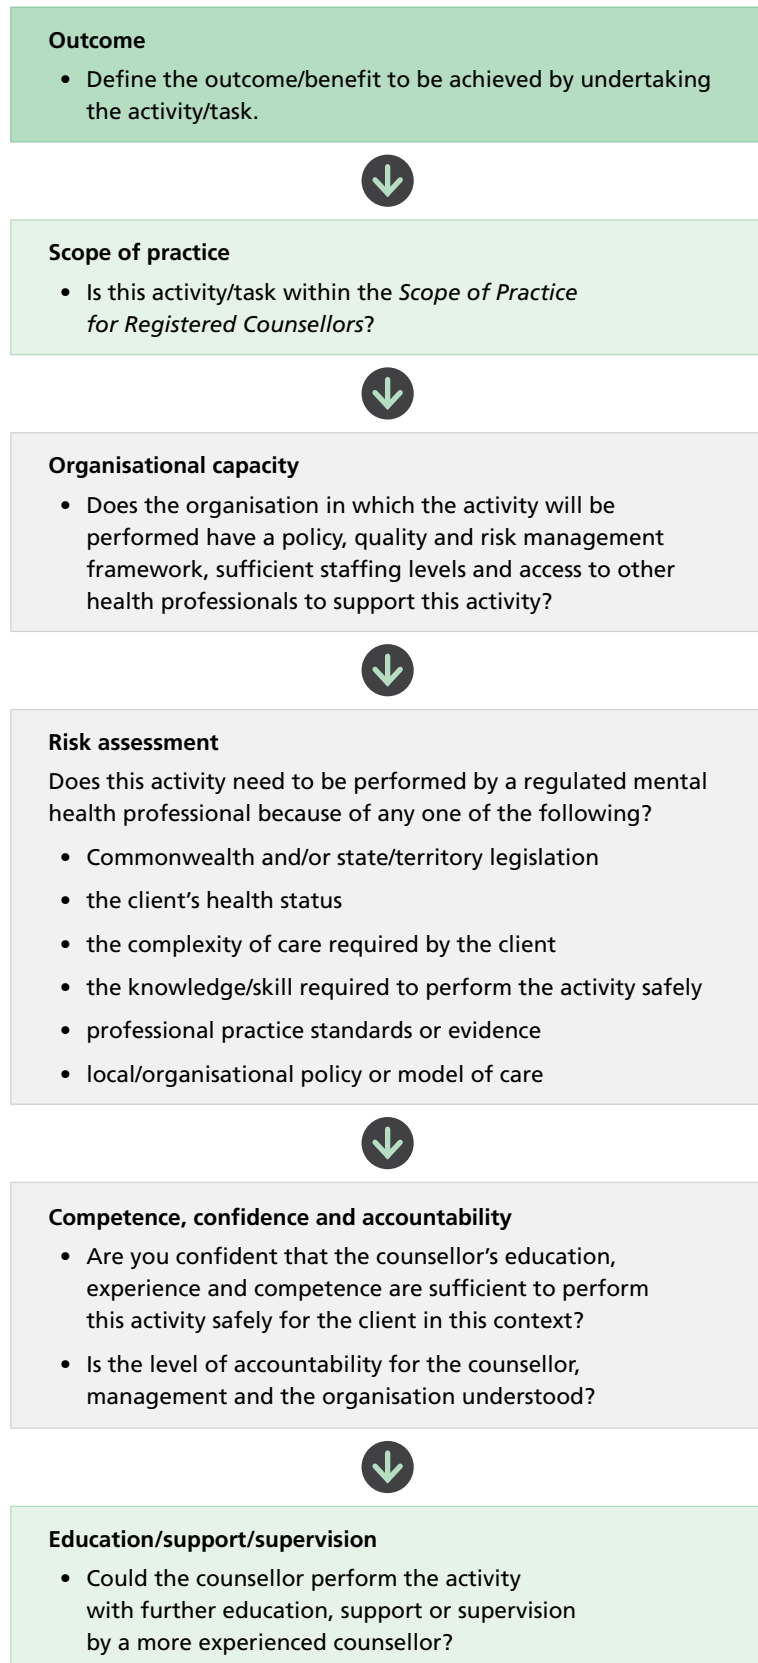 Outcome
• Define the outcome/benefit to be achieved by undertaking
the activity/task.
Scope of practice
• Is this activity/task within the Scope of Practice
for Registered Counsellors?
Organisational capacity
• Does the organisation in which the activity will be
performed have a policy, quality and risk management
framework, sufficient staffing levels and access to other
health professionals to support this activity?
Risk assessment
Does this activity need to be performed by a regulated mental
health professional because of any one of the following?
• Commonwealth and/or state/territory legislation
• the client's health status
• the complexity of care required by the client
• the knowledge/skill required to perform the activity safely
• professional practice standards or evidence
• local/organisational policy or model of care
Competence, confidence and accountability
• Are you confident that the counsellor's education,
experience and competence are sufficient to perform
this activity safely for the client in this context?
• Is the level of accountability for the counsellor,
management and the organisation understood?
Education/support/supervision
• Could the counsellor perform the activity
with further education, support or supervision
by a more experienced counsellor?